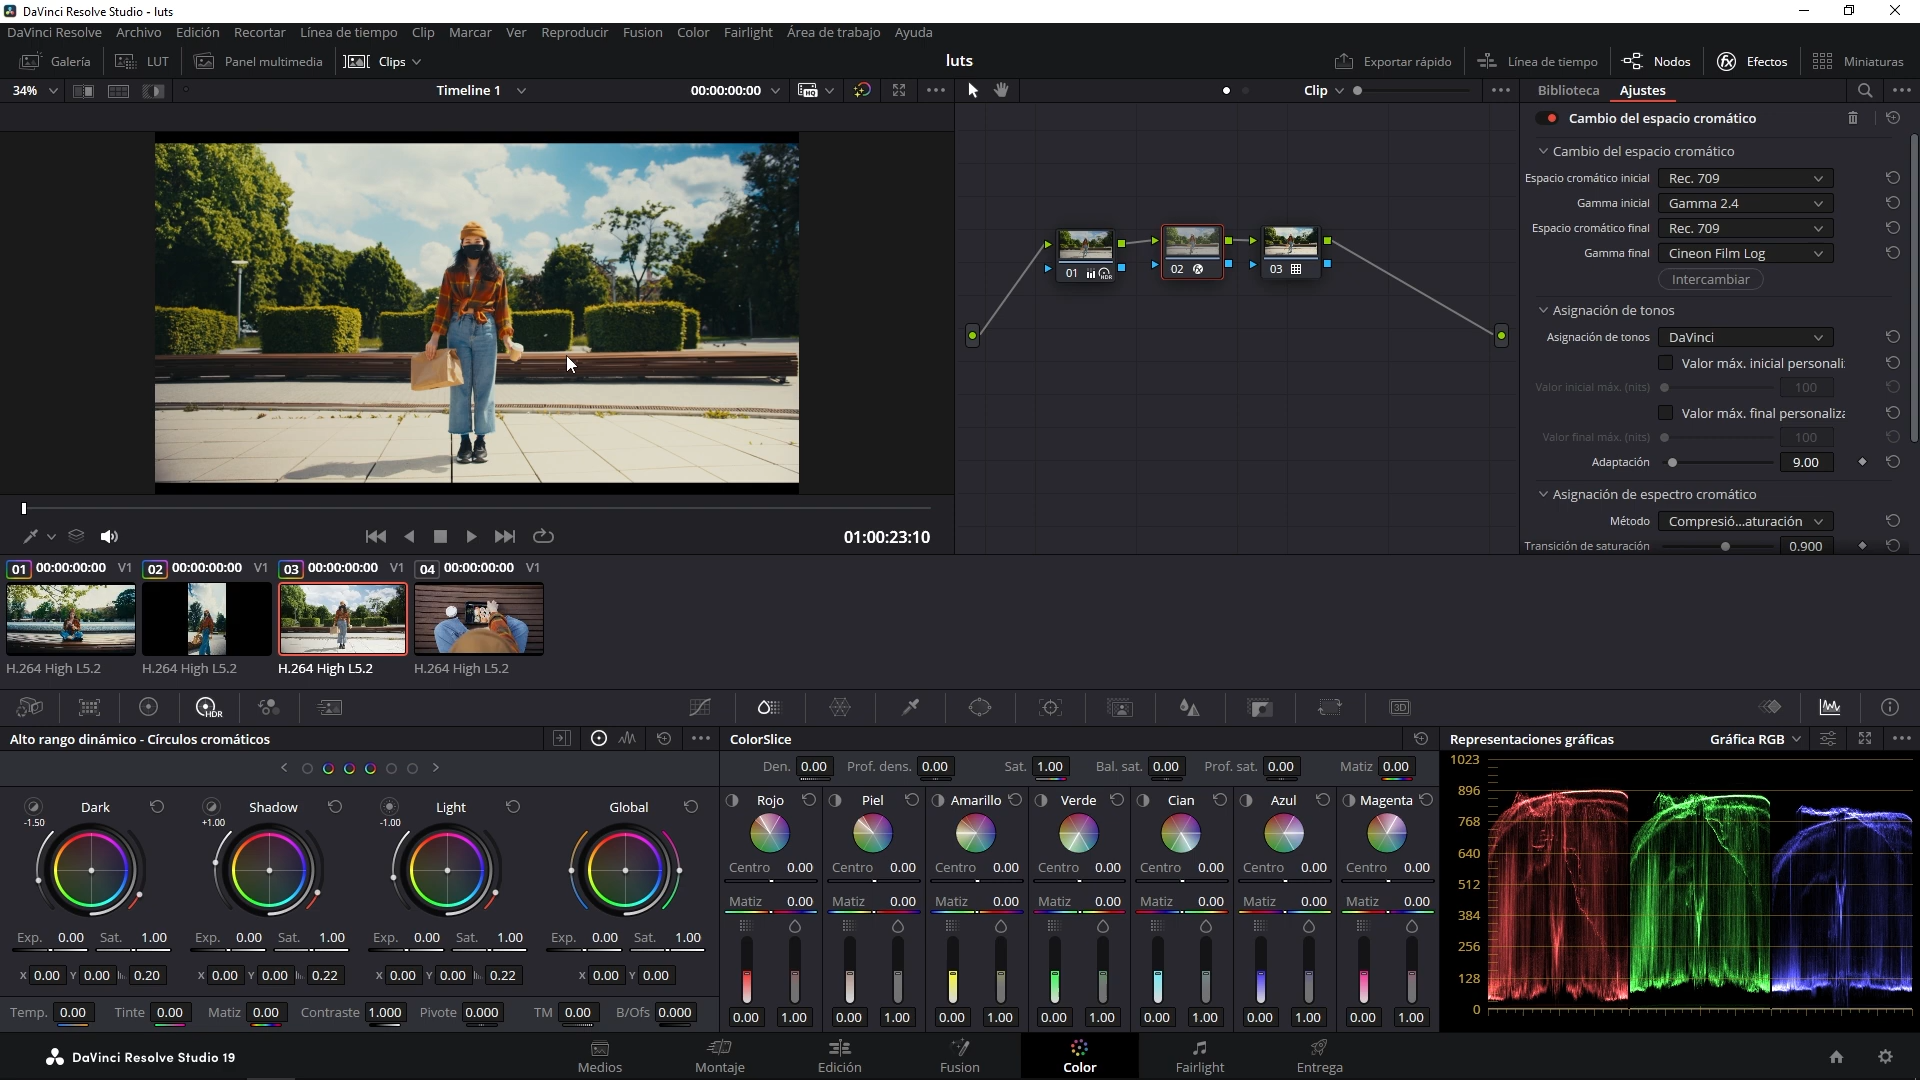 DaVinci Resolve Studio - luts
DaVinci Resolve Archivo Edición Recortar Línea de tiempo Clip Marcar Ver Reproducir Fusion Color Fairlight Área de trabajo Ayuda
Galería LUT Panel multimedia Clips luts Exportar rápido Línea de tiempo Nodos Efectos Miniaturas
34% Timeline 1 00:00:00:00 HQ Clip Biblioteca Ajustes
Cambio del espacio cromático
Cambio del espacio cromático
Espacio cromático inicial Rec. 709
Gamma inicial Gamma 2.4
Espacio cromático final Rec. 709
Gamma final Cineon Film Log
Intercambiar
01 HDR 02 03
Asignación de tonos
Asignación de tonos DaVinci
Valor máx. inicial personali
Valor inicial máx. (nits) 100
Valor máx. final personaliza
Valor final máx. (nits) 100
Adaptación 9.00
Asignación de espectro cromático
Método Compresió...aturación
Transición de saturación 0.900
01:00:23:10
01 00:00:00:00 V1 02 00:00:00:00 V1 03 00:00:00:00 V1 04 00:00:00:00 V1
H.264 High L5.2 H.264 High L5.2 H.264 High L5.2 H.264 High L5.2
HDR 3D
Alto rango dinámico - Círculos cromáticos ColorSlice Representaciones gráficas Gráfica RGB
Den. 0.00 Prof. dens. 0.00 Sat. 1.00 Bal. sat. 0.00 Prof. sat. 0.00 Matiz 0.00
Dark Shadow Light Global
-1.50 +1.00 -1.00
Rojo Piel Amarillo Verde Cian Azul Magenta
Centro 0.00 Centro 0.00 Centro 0.00 Centro 0.00 Centro 0.00 Centro 0.00 Centro 0.00
Matiz 0.00 Matiz 0.00 Matiz 0.00 Matiz 0.00 Matiz 0.00 Matiz 0.00 Matiz 0.00
Exp. 0.00 Sat. 1.00 Exp. 0.00 Sat. 1.00 Exp. 0.00 Sat. 1.00 Exp. 0.00 Sat. 1.00
X 0.00 Y 0.00 0.20 X 0.00 Y 0.00 0.22 X 0.00 Y 0.00 0.22 X 0.00 Y 0.00
Temp. 0.00 Tinte 0.00 Matiz 0.00 Contraste 1.000 Pivote 0.000 TM 0.00 B/Ofs 0.000
0.00 1.00 0.00 1.00 0.00 1.00 0.00 1.00 0.00 1.00 0.00 1.00 0.00 1.00
1023
896
768
640
512
384
256
128
0
DaVinci Resolve Studio 19
Medios Montaje Edición Fusion Color Fairlight Entrega